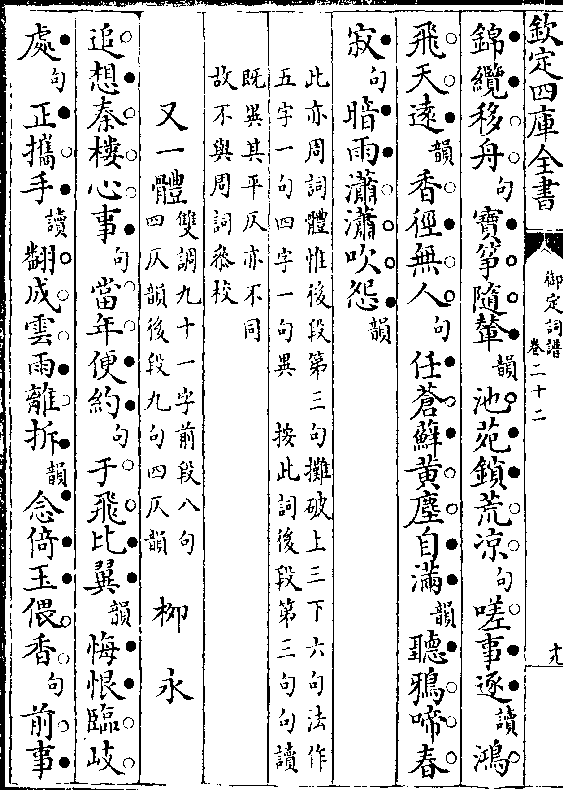 欽定四庫全書
御定詞譜
卷二十二
九
錦纜移舟句寶箏隨輦韻池苑鎖荒凉句嗟事逐讀鴻
飛天遠韻香徑無人句任蒼蘚黃塵自滿韻聽鴉啼春
寂句暗雨瀟瀟吹怨韻
此亦周詞體惟後段第三句攤破上三下六句法作
五字一句四字一句異　按此詞後段第三句句讀
既異其平仄亦不同
故不與周詞叅校
又一體雙調九十一字前段八句
四仄韻後段九句四仄韻　柳永
追想秦樓心事句當年便約句于飛比翼韻悔恨臨岐
處句正攜手讀翻成雲雨離拆韻念倚玉偎香句前事